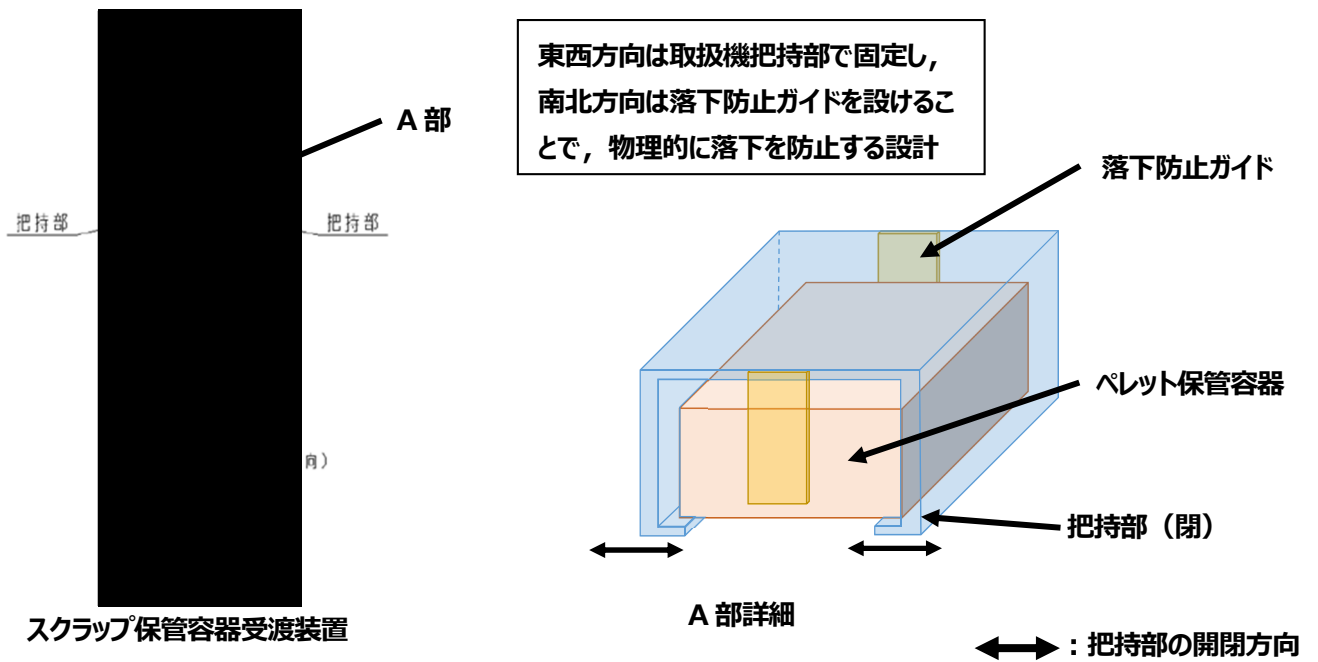 A部
把持部
把持部
向）
スクラップ保管容器受渡装置
東西方向は取扱機把持部で固定し，
南北方向は落下防止ガイドを設けるこ
とで，物理的に落下を防止する設計
落下防止ガイド
ペレット保管容器
把持部（閉）
A部詳細
：把持部の開閉方向